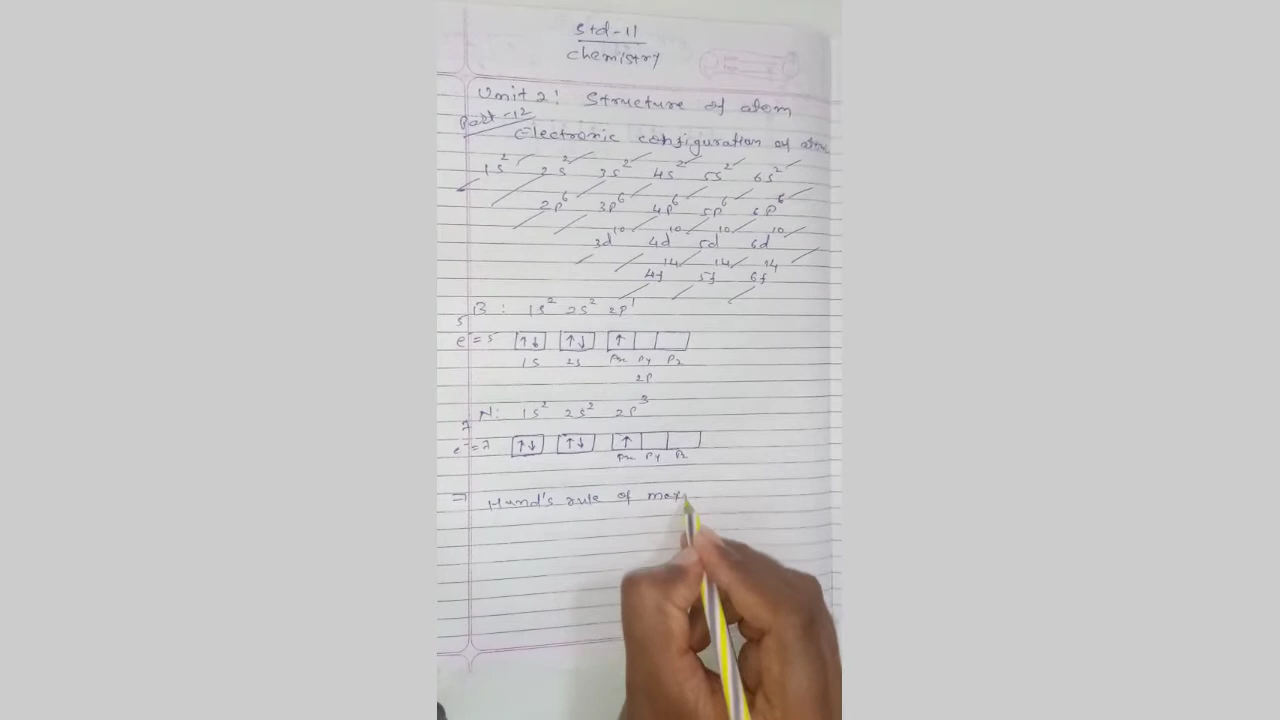 Std-11
Chemistry
Unit 2: Structure of atom
Part-12
Electronic configuration of atom
1s² 2s² 3s² 4s² 5s² 6s²
2p⁶ 3p⁶ 4p⁶ 5p⁶ 6p⁶
3d¹⁰ 4d¹⁰ 5d¹⁰ 6d¹⁰
4f¹⁴ 5f¹⁴ 6f¹⁴
₅B: 1s² 2s² 2p¹
e⁻=5 ↑↓ ↑↓ ↑
1s 2s Px Py Pz
2p
₇N: 1s² 2s² 2p³
e⁻=7 ↑↓ ↑↓ ↑
Px Py Pz
⇒ Hund's rule of max